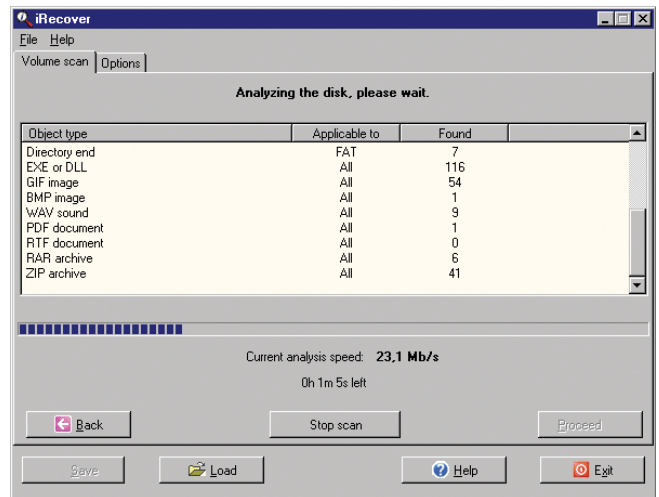 iRecover
File Help
Volume scan Options
Analyzing the disk, please wait.
Object type Applicable to Found
Directory end FAT 7
EXE or DLL All 116
GIF image All 54
BMP image All 1
WAV sound All 9
PDF document All 1
RTF document All 0
RAR archive All 6
ZIP archive All 41
Current analysis speed: 23,1 Mb/s
0h 1m 5s left
Back Stop scan Proceed
Save Load Help Exit